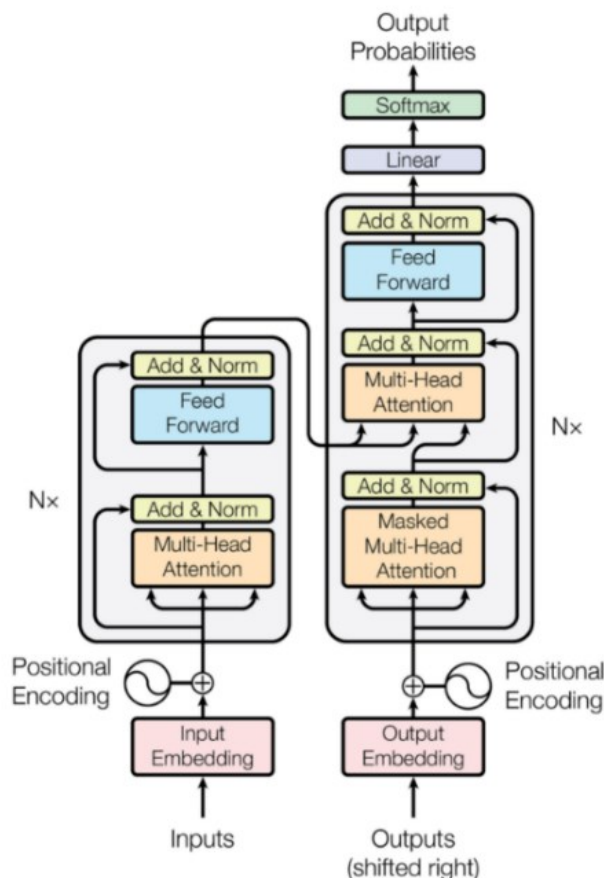 Output
Probabilities
Softmax
Linear
Add & Norm
Feed
Forward
Add & Norm
Multi-Head
Attention
Add & Norm
Masked
Multi-Head
Attention
Nx
Add & Norm
Feed
Forward
Add & Norm
Multi-Head
Attention
Nx
Positional
Encoding
Input
Embedding
Inputs
Positional
Encoding
Output
Embedding
Outputs
(shifted right)